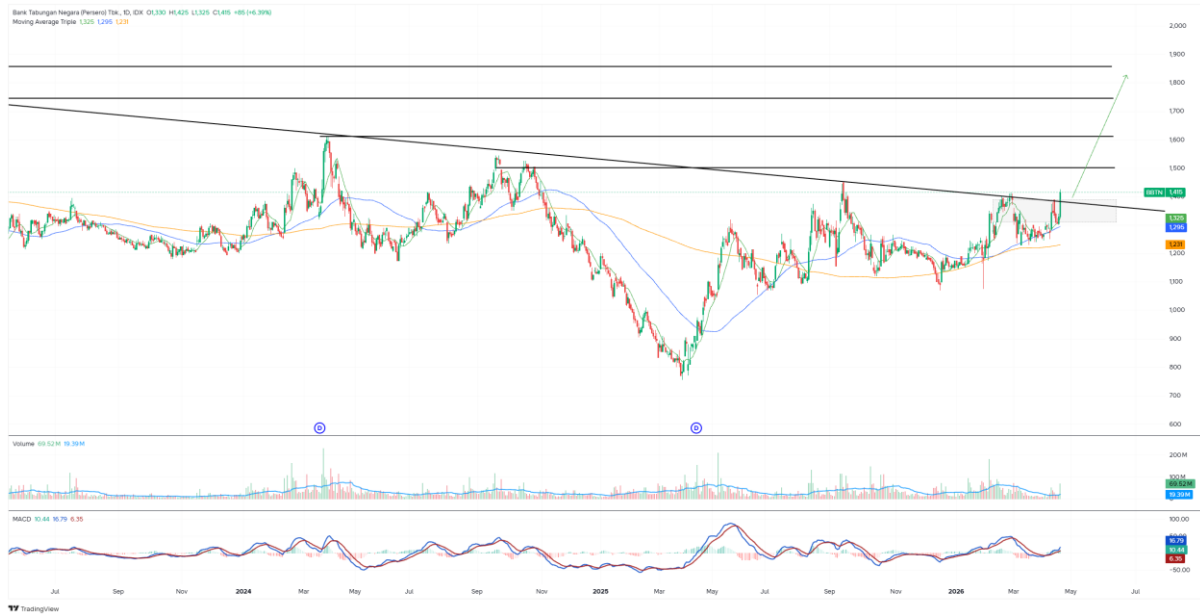 Bank Tabungan Negara (Persero) Tbk., 1D, IDX O1,330 H1,425 L1,325 C1,415 +85 (+6.39%)
Moving Average Triple 1,325 1,295 1,231
2,000
1,900
1,800
1,700
1,600
1,500
BBTN 1,415
1,400
1,325
1,295
1,231
1,200
1,100
1,000
900
800
700
600
D D
Volume 69.52M 19.39M
200M
69.52M
19.39M
MACD 10.44 16.79 6.35
100.00
16.79
10.44
6.35
−50.00
Jul Sep Nov 2024 Mar May Jul Sep Nov 2025 Mar May Jul Sep Nov 2026 Mar May Jul
TradingView